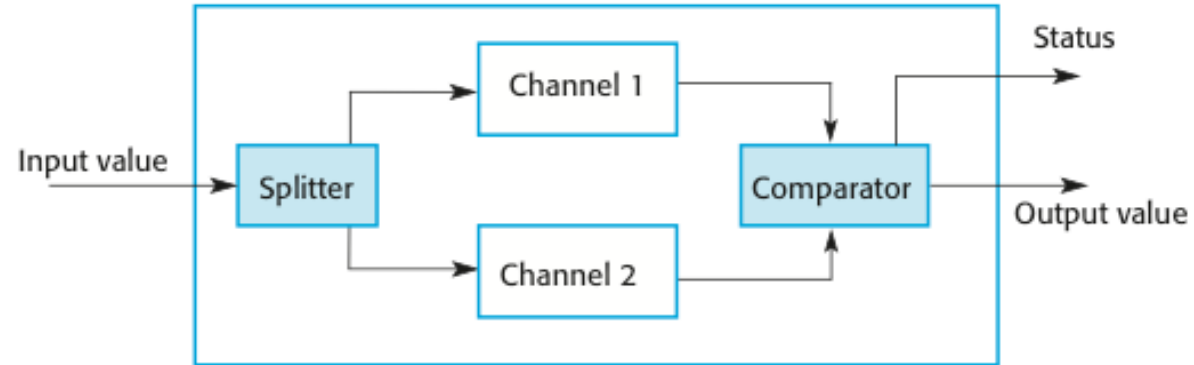 Status
Channel 1
Input value
Splitter
Comparator
Output value
Channel 2